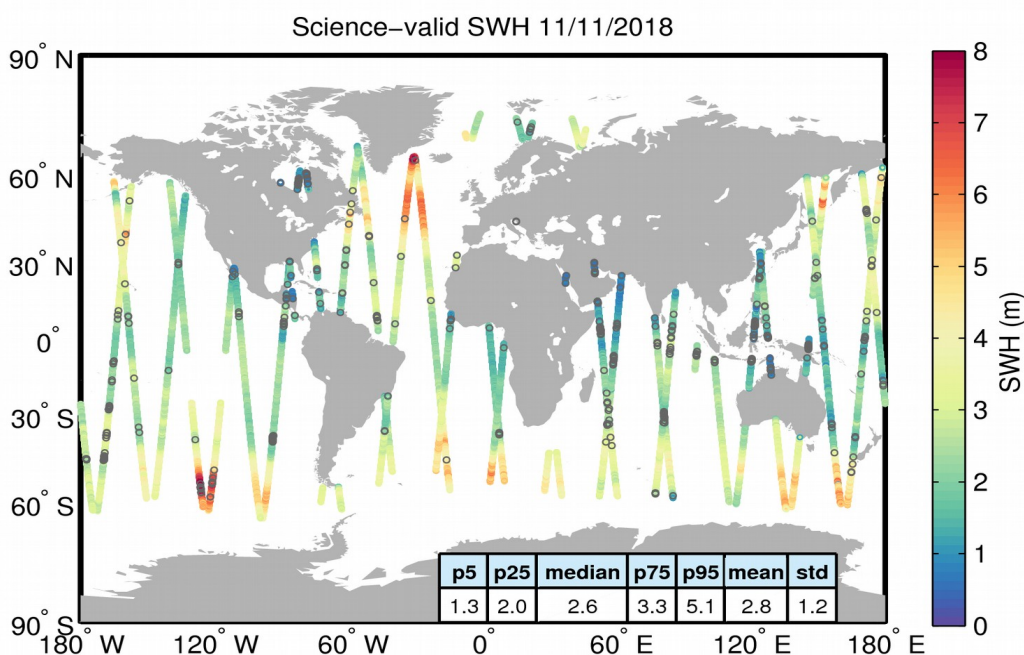 Science−valid SWH 11/11/2018
90° N
60° N
30° N
0°
30° S
60° S
90° S
180° W
120° W
60° W
0°
60° E
120° E
180° E
p5 p25 median p75 p95 mean std
1.3 2.0 2.6 3.3 5.1 2.8 1.2
8
7
6
5
4
3
2
1
0
SWH (m)